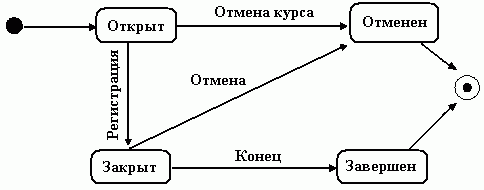 Открыт
Отмена курса
Отменен
Регистрация
Отмена
Закрыт
Конец
Завершен